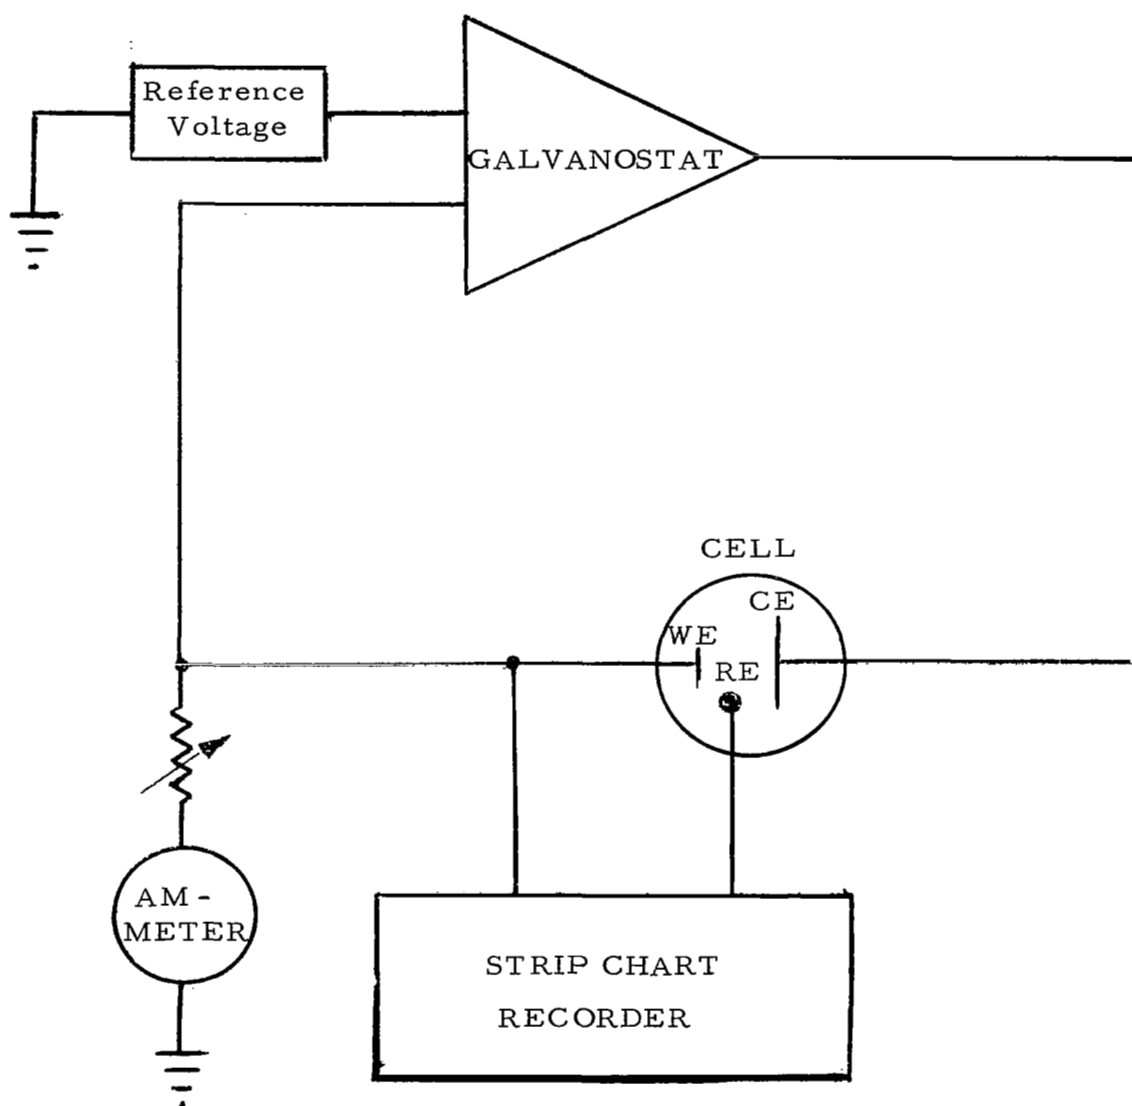 Reference
Voltage
GALVANOSTAT
CELL
CE
WE
RE
AM-
METER
STRIP CHART
RECORDER